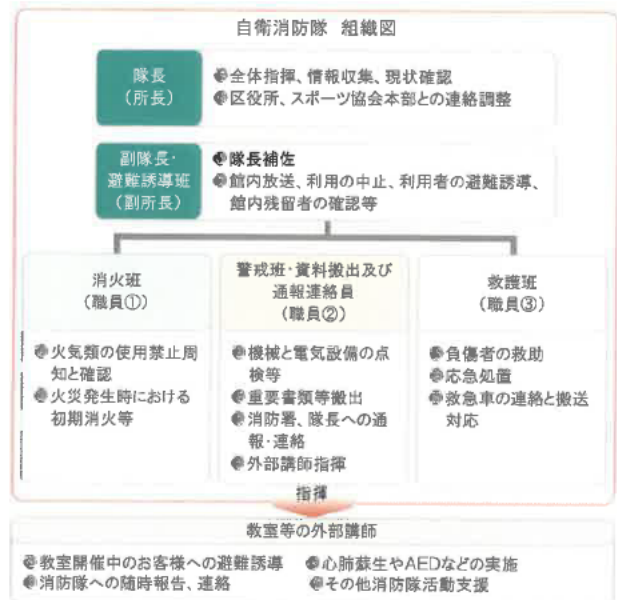 自衛消防隊 組織図
隊長
(所長)
●全体指揮、情報収集、現状確認
●区役所、スポーツ協会本部との連絡調整
副隊長・
避難誘導班
(副所長)
●隊長補佐
●館内放送、利用の中止、利用者の避難誘導、
館内残留者の確認等
消火班
(職員①)
●火気類の使用禁止周
知と確認
●火災発生時における
初期消火等
警戒班・資料搬出及び
通報連絡員
(職員②)
●機械と電気設備の点
検等
●重要書類等搬出
●消防署、隊長への通
報・連絡
●外部講師指揮
救護班
(職員③)
●負傷者の救助
●応急処置
●救急車の連絡と搬送
対応
指揮
教室等の外部講師
●教室開催中のお客様への避難誘導
●消防隊への随時報告、連絡
●心肺蘇生やAEDなどの実施
●その他消防隊活動支援